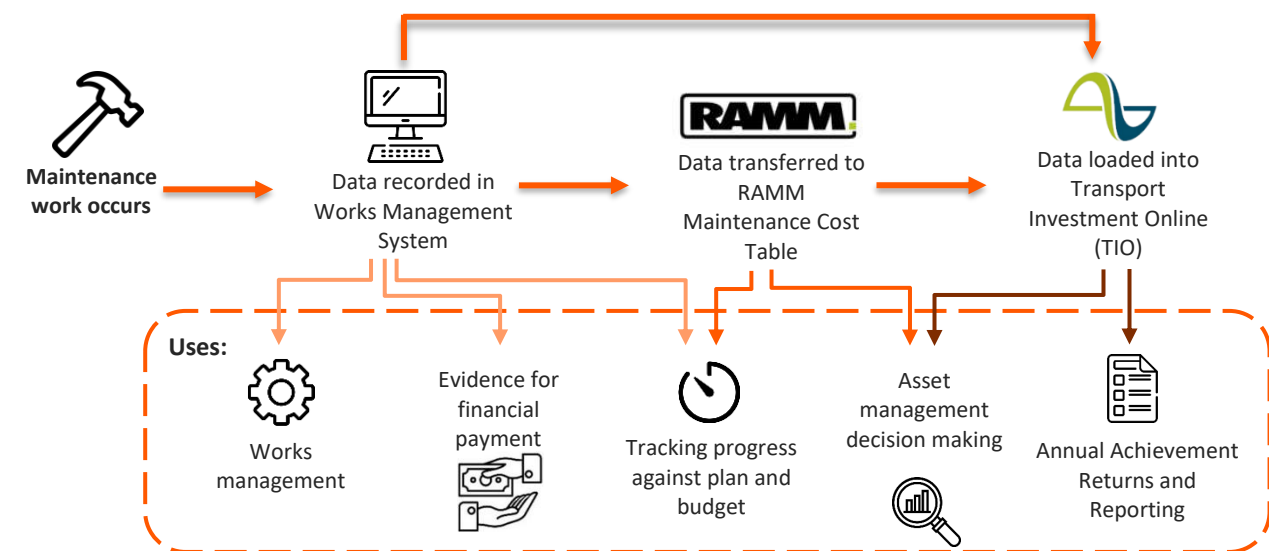 Maintenance
work occurs
Data recorded in
Works Management
System
RAMM.
Data transferred to
RAMM
Maintenance Cost
Table
Data loaded into
Transport
Investment Online
(TIO)
Uses:
Works
management
Evidence for
financial
payment
Tracking progress
against plan and
budget
Asset
management
decision making
Annual Achievement
Returns and
Reporting